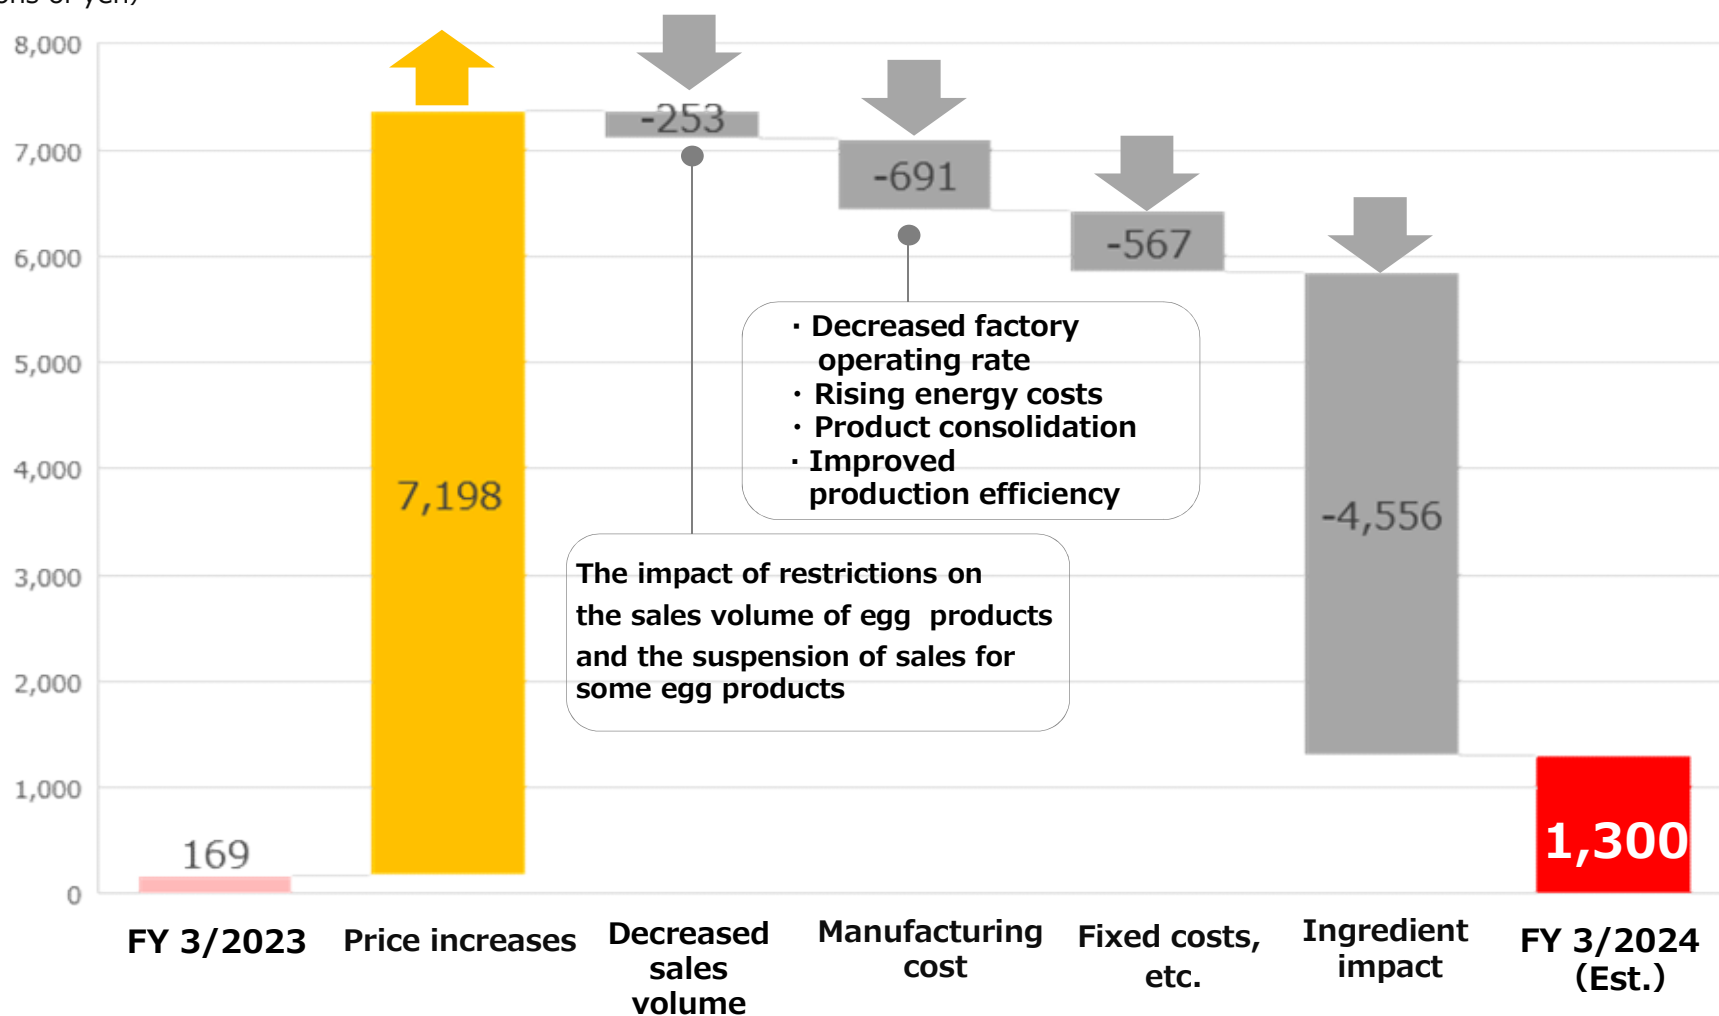 yen)
8,000
7,000
6,000
5,000
4,000
3,000
2,000
1,000
0
169
7,198
-253
-691
-567
-4,556
1,300
・Decreased factory
operating rate
・Rising energy costs
・Product consolidation
・Improved
production efficiency
The impact of restrictions on
the sales volume of egg products
and the suspension of sales for
some egg products
FY 3/2023
Price increases
Decreased
sales
volume
Manufacturing
cost
Fixed costs,
etc.
Ingredient
impact
FY 3/2024
(Est.)